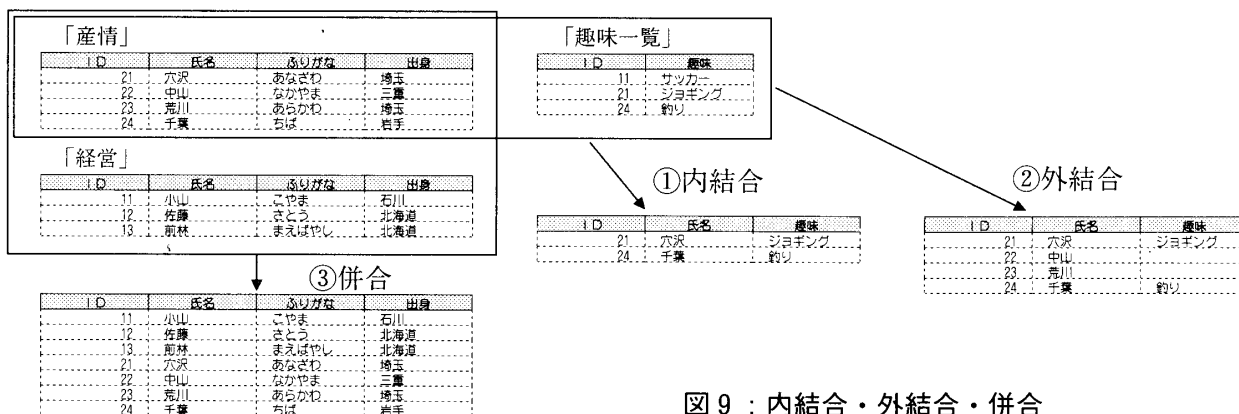 「産情」
ID 氏名 ふりがな 出身
21 穴沢 あなざわ 埼玉
22 中山 なかやま 三重
23 荒川 あらかわ 埼玉
24 千葉 ちば 岩手
「趣味一覧」
ID 趣味
11 サッカー
21 ジョギング
24 釣り
「経営」
ID 氏名 ふりがな 出身
11 小山 こやま 石川
12 佐藤 さとう 北海道
13 前林 まえばやし 北海道
①内結合
ID 氏名 趣味
21 穴沢 ジョギング
24 千葉 釣り
②外結合
ID 氏名 趣味
21 穴沢 ジョギング
22 中山
23 荒川
24 千葉 釣り
③併合
ID 氏名 ふりがな 出身
11 小山 こやま 石川
12 佐藤 さとう 北海道
13 前林 まえばやし 北海道
21 穴沢 あなざわ 埼玉
22 中山 なかやま 三重
23 荒川 あらかわ 埼玉
24 千葉 ちば 岩手
図9:内結合・外結合・併合